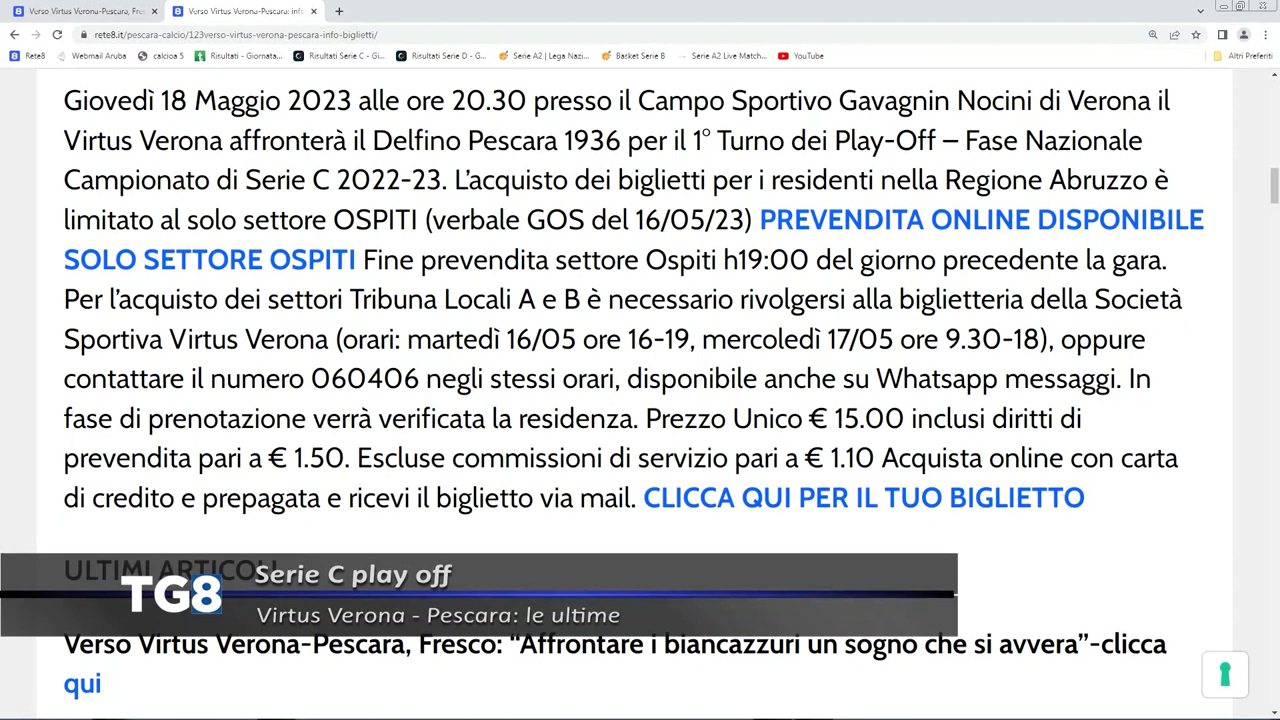 Verso Virtus Verona-Pescara, Fres
Verso Virtus Verona-Pescara: info
rete8.it/pescara-calcio/123verso-virtus-verona-pescara-info-biglietti/
Rete8
Webmail Aruba
calcioa 5
Risultati - Giornata...
Risultati Serie C - Gi...
Risultati Serie D - G...
Serie A2 | Lega Nazi...
Basket Serie B
Serie A2 Live Match...
YouTube
Altri Preferiti
Giovedì 18 Maggio 2023 alle ore 20.30 presso il Campo Sportivo Gavagnin Nocini di Verona il
Virtus Verona affronterà il Delfino Pescara 1936 per il 1° Turno dei Play-Off – Fase Nazionale
Campionato di Serie C 2022-23. L’acquisto dei biglietti per i residenti nella Regione Abruzzo è
limitato al solo settore OSPITI (verbale GOS del 16/05/23) PREVENDITA ONLINE DISPONIBILE
SOLO SETTORE OSPITI Fine prevendita settore Ospiti h19:00 del giorno precedente la gara.
Per l’acquisto dei settori Tribuna Locali A e B è necessario rivolgersi alla biglietteria della Società
Sportiva Virtus Verona (orari: martedì 16/05 ore 16-19, mercoledì 17/05 ore 9.30-18), oppure
contattare il numero 060406 negli stessi orari, disponibile anche su Whatsapp messaggi. In
fase di prenotazione verrà verificata la residenza. Prezzo Unico € 15.00 inclusi diritti di
prevendita pari a € 1.50. Escluse commissioni di servizio pari a € 1.10 Acquista online con carta
di credito e prepagata e ricevi il biglietto via mail. CLICCA QUI PER IL TUO BIGLIETTO
ULTIMI ARTICOLI
TG8
Serie C play off
Virtus Verona - Pescara: le ultime
Verso Virtus Verona-Pescara, Fresco: “Affrontare i biancazzuri un sogno che si avvera”-clicca
qui